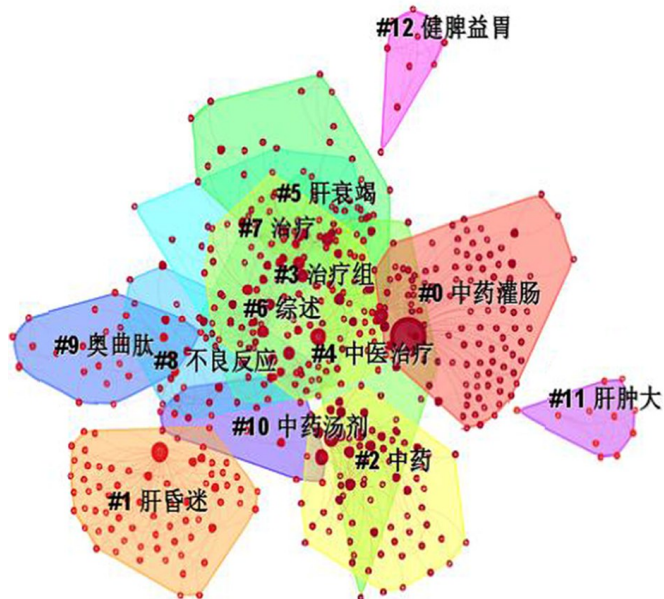 #12 健脾益胃
#5 肝衰竭
#7 治疗
#3 治疗组
#0 中药灌肠
#6 综述
#9 奥曲肽
#8 不良反应
#4 中医治疗
#11 肝肿大
#10 中药汤剂
#2 中药
#1 肝昏迷